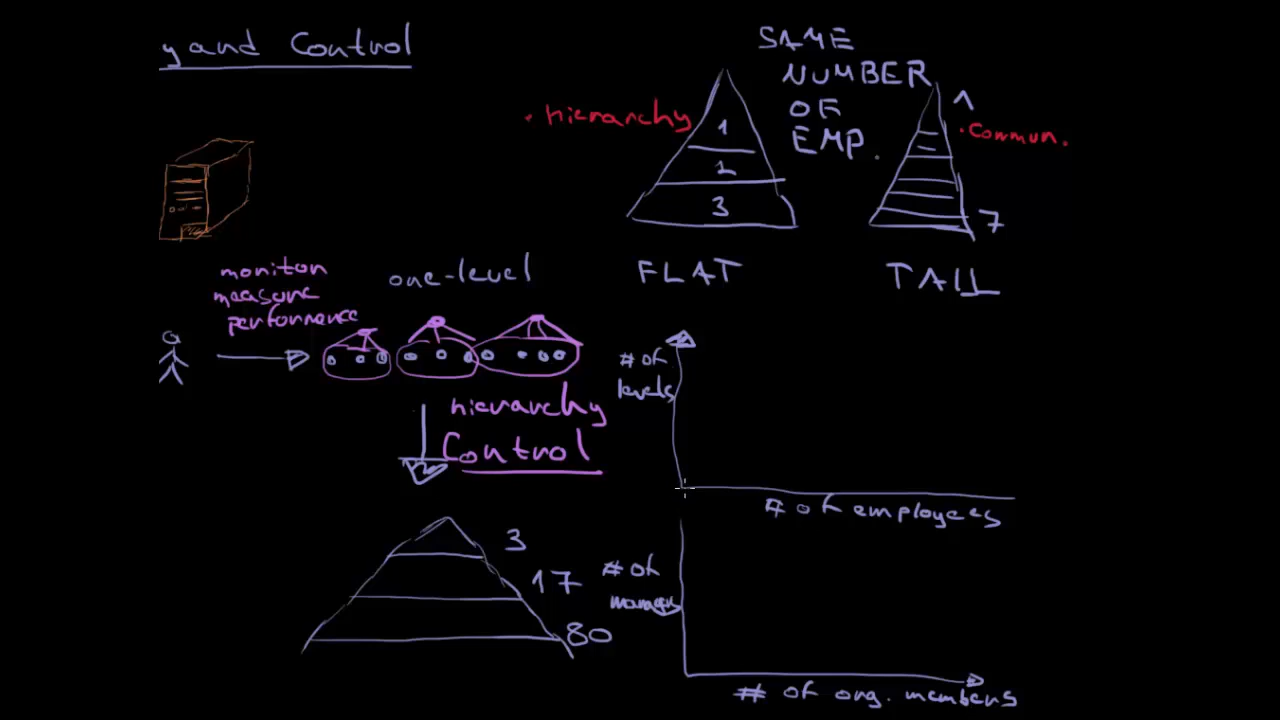 y and Control
SAME
NUMBER
OF
EMP.
• hierarchy
1
2
3
FLAT
1
• Commun.
7
TALL
monitor
measure
performance
one-level
hierarchy
Control
3
17
80
# of
levels
# of employees
# of
# of org. members